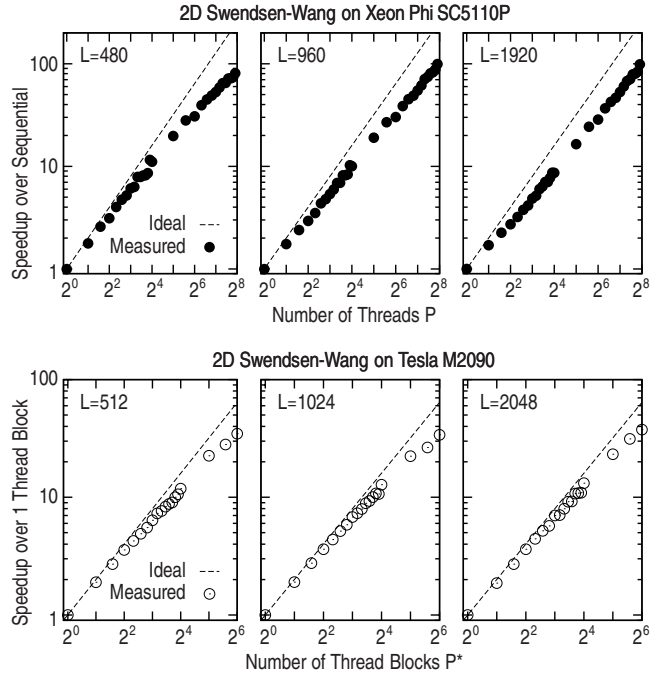 2D Swendsen-Wang on Xeon Phi SC5110P
Speedup over Sequential
100
10
1
L=480
L=960
L=1920
Ideal
Measured
2^0 2^2 2^4 2^6 2^8
2^0 2^2 2^4 2^6 2^8
2^0 2^2 2^4 2^6 2^8
Number of Threads P
2D Swendsen-Wang on Tesla M2090
Speedup over 1 Thread Block
100
10
1
L=512
L=1024
L=2048
Ideal
Measured
2^0 2^2 2^4 2^6
2^0 2^2 2^4 2^6
2^0 2^2 2^4 2^6
Number of Thread Blocks P*